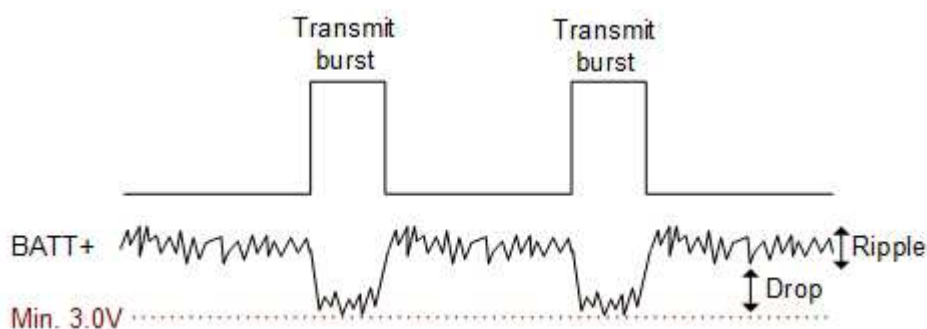 Transmit
burst
Transmit
burst
BATT+
Ripple
Drop
Min. 3.0V